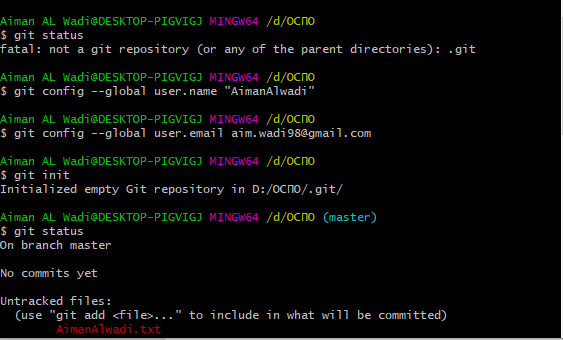 Aiman AL Wadi@DESKTOP-PIGVIGJ MINGW64 /d/ОСПО
$ git status
fatal: not a git repository (or any of the parent directories): .git
Aiman AL Wadi@DESKTOP-PIGVIGJ MINGW64 /d/ОСПО
$ git config --global user.name "AimanAlwadi"
Aiman AL Wadi@DESKTOP-PIGVIGJ MINGW64 /d/ОСПО
$ git config --global user.email aim.wadi98@gmail.com
Aiman AL Wadi@DESKTOP-PIGVIGJ MINGW64 /d/ОСПО
$ git init
Initialized empty Git repository in D:/ОСПО/.git/
Aiman AL Wadi@DESKTOP-PIGVIGJ MINGW64 /d/ОСПО (master)
$ git status
On branch master
No commits yet
Untracked files:
(use "git add <file>..." to include in what will be committed)
AimanAlwadi.txt